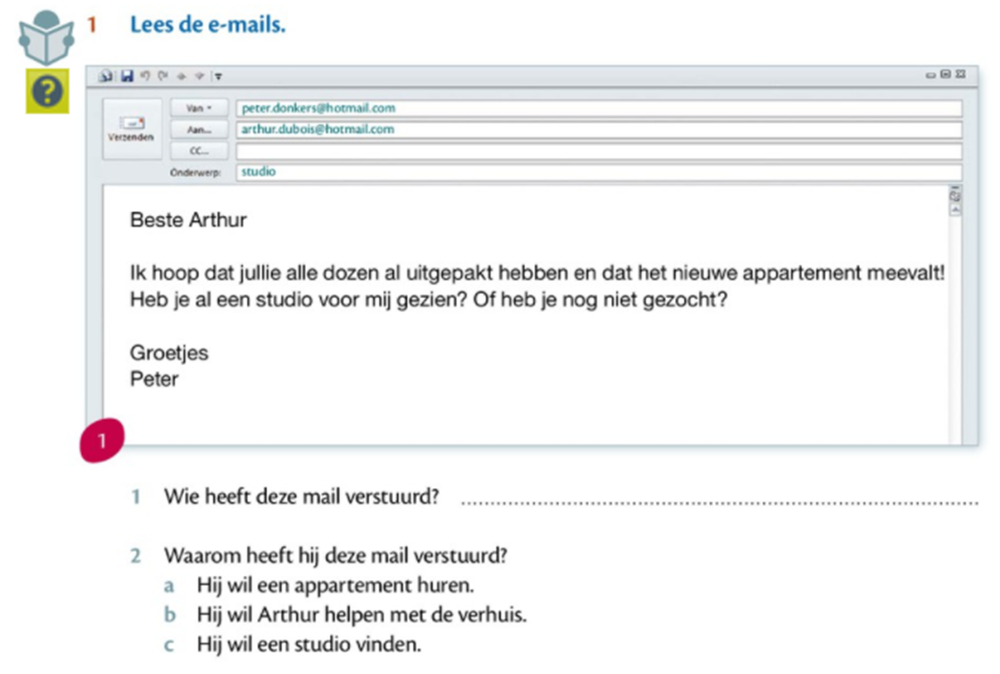 1 Lees de e-mails.
Van
peter.donkers@hotmail.com
Verzenden
Aan...
arthur.dubois@hotmail.com
CC...
Onderwerp:
studio
Beste Arthur
Ik hoop dat jullie alle dozen al uitgepakt hebben en dat het nieuwe appartement meevalt!
Heb je al een studio voor mij gezien? Of heb je nog niet gezocht?
Groetjes
Peter
1
1 Wie heeft deze mail verstuurd? ........................................................................
2 Waarom heeft hij deze mail verstuurd?
a Hij wil een appartement huren.
b Hij wil Arthur helpen met de verhuis.
c Hij wil een studio vinden.